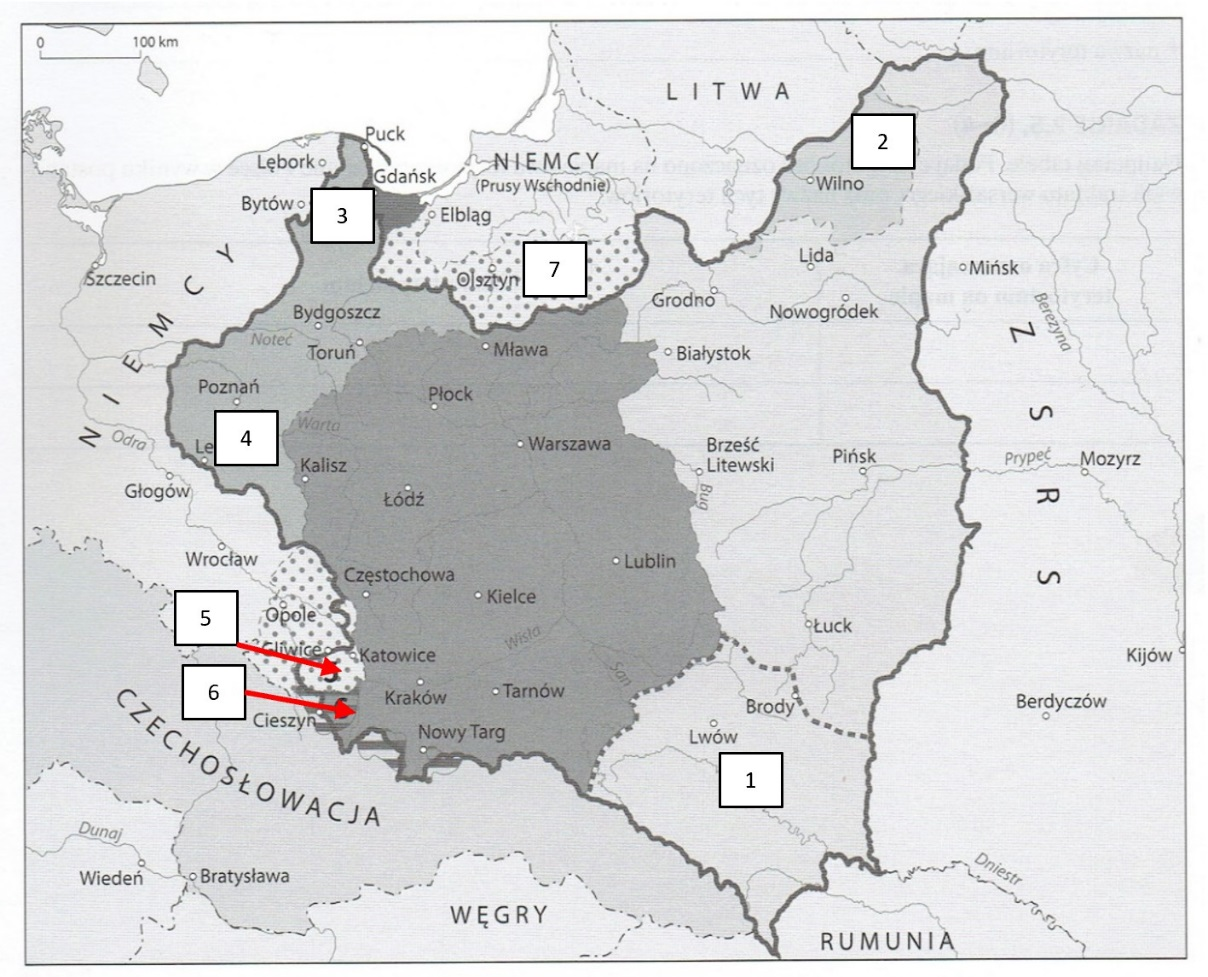 0 100 km
LITWA
Puck
Lębork
Gdańsk
NIEMCY
(Prusy Wschodnie)
2
Bytów
3
Elbląg
Wilno
7
Szczecin
Olsztyn
Lida
Mińsk
Grodno
Nowogródek
Berezyna
Bydgoszcz
Noteć
Toruń
Mława
Białystok
NIEMCY
Poznań
Płock
ZSRS
4
Warta
Odra
Le
Warszawa
Brześć
Litewski
Pińsk
Prypeć
Mozyrz
Kalisz
Głogów
Łódź
Bug
Wrocław
Lublin
Częstochowa
Kielce
5
Opole
Wisła
Łuck
Gliwice
Katowice
Kijów
San
6
Kraków
Tarnów
Brody
Berdyczów
Cieszyn
Nowy Targ
Lwów
CZECHOSŁOWACJA
1
Dunaj
Wiedeń
Bratysława
Dniestr
WĘGRY
RUMUNIA